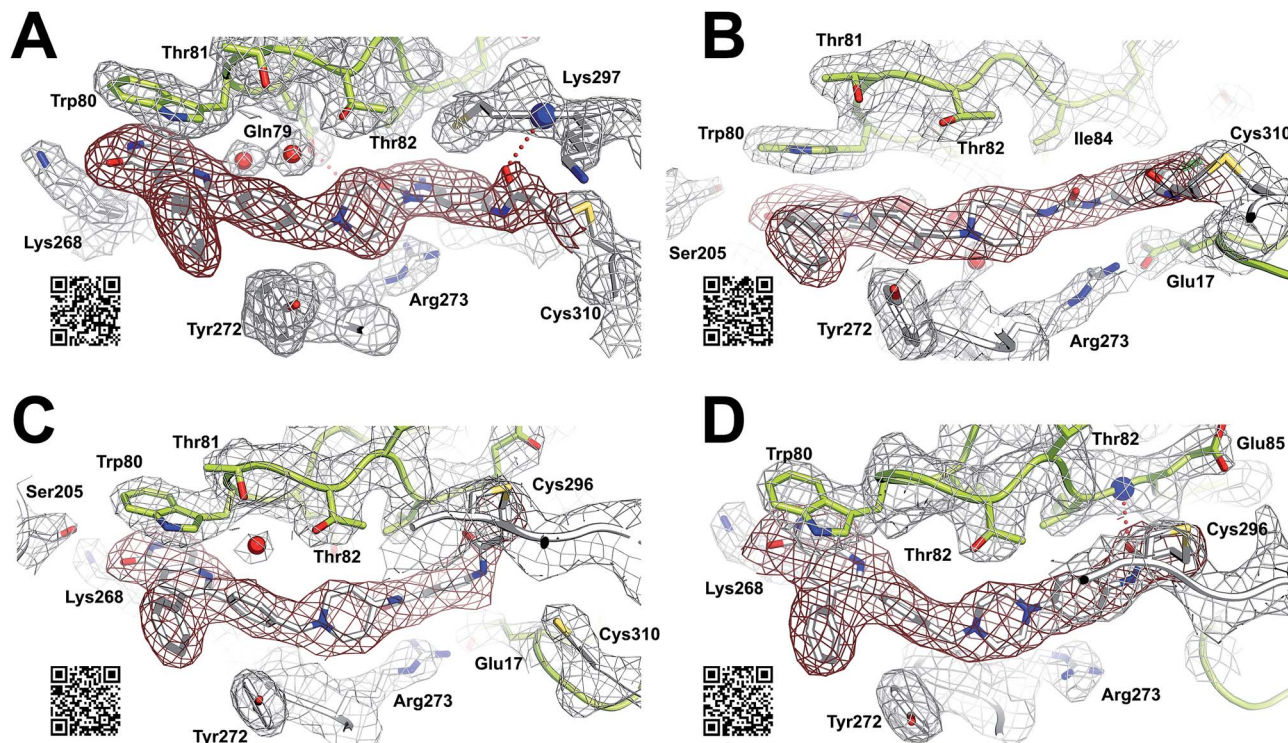 A
Thr81
Trp80
Gln79
Thr82
Lys297
Lys268
Arg273
Tyr272
Cys310
B
Thr81
Trp80
Thr82
Ile84
Cys310
Ser205
Glu17
Tyr272
Arg273
C
Thr81
Trp80
Ser205
Cys296
Thr82
Lys268
Cys310
Glu17
Arg273
Tyr272
D
Thr82
Glu85
Trp80
Cys296
Thr82
Lys268
Arg273
Tyr272